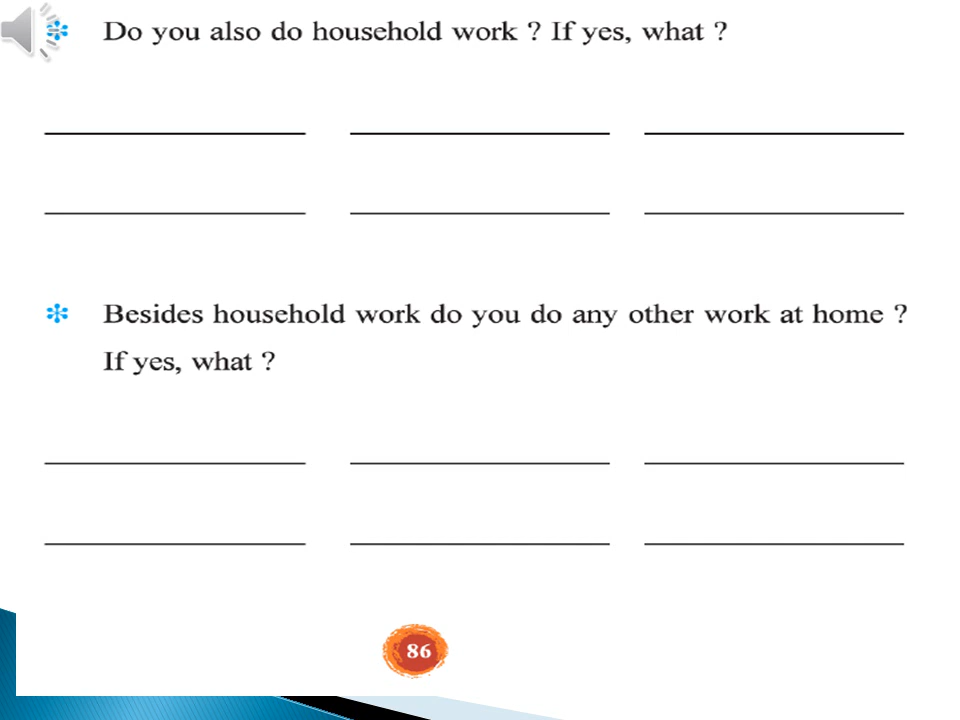 Do you also do household work ? If yes, what ?
Besides household work do you do any other work at home ?
If yes, what ?
86